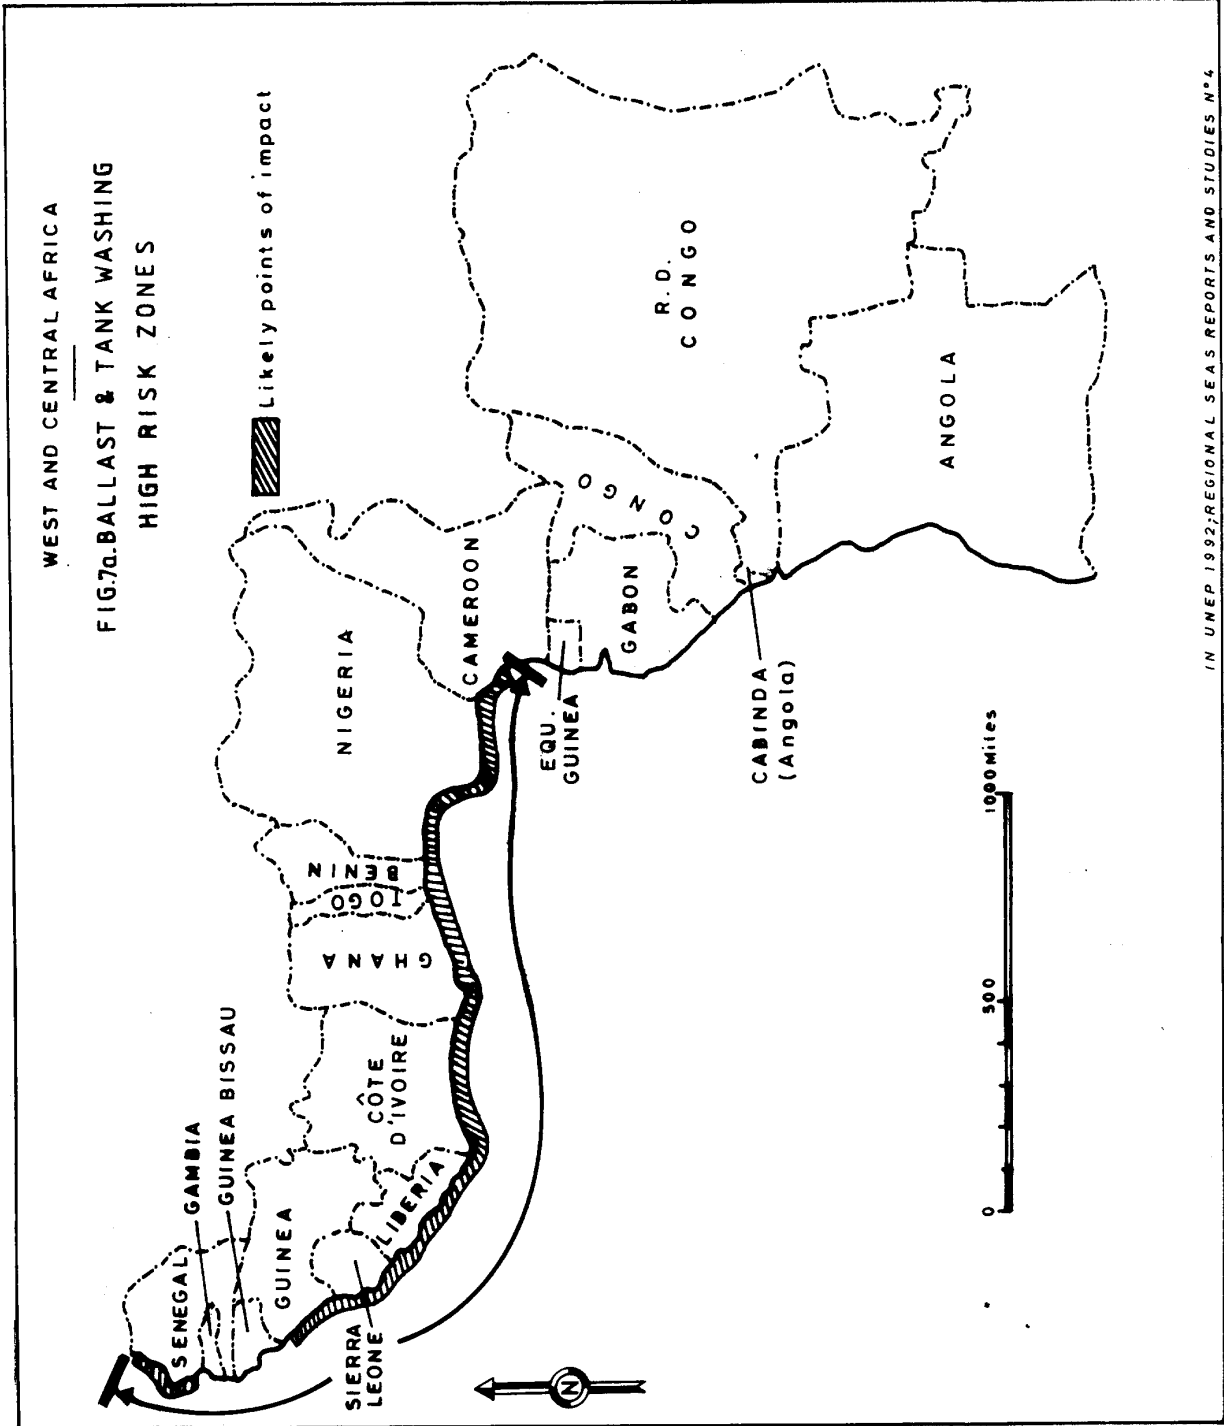 WEST AND CENTRAL AFRICA
FIG.7a.BALLAST & TANK WASHING
HIGH RISK ZONES
Likely points of impact
SENEGAL
GAMBIA
GUINEA BISSAU
GUINEA
SIERRA
LEONE
LIBERIA
CÔTE
D'IVOIRE
GHANA
TOGO
BENIN
NIGERIA
CAMEROON
EQU.
GUINEA
GABON
CONGO
R.D.
CONGO
CABINDA
(Angola)
ANGOLA
N
0 500 1000Miles
IN UNEP 1992;REGIONAL SEAS REPORTS AND STUDIES N°4